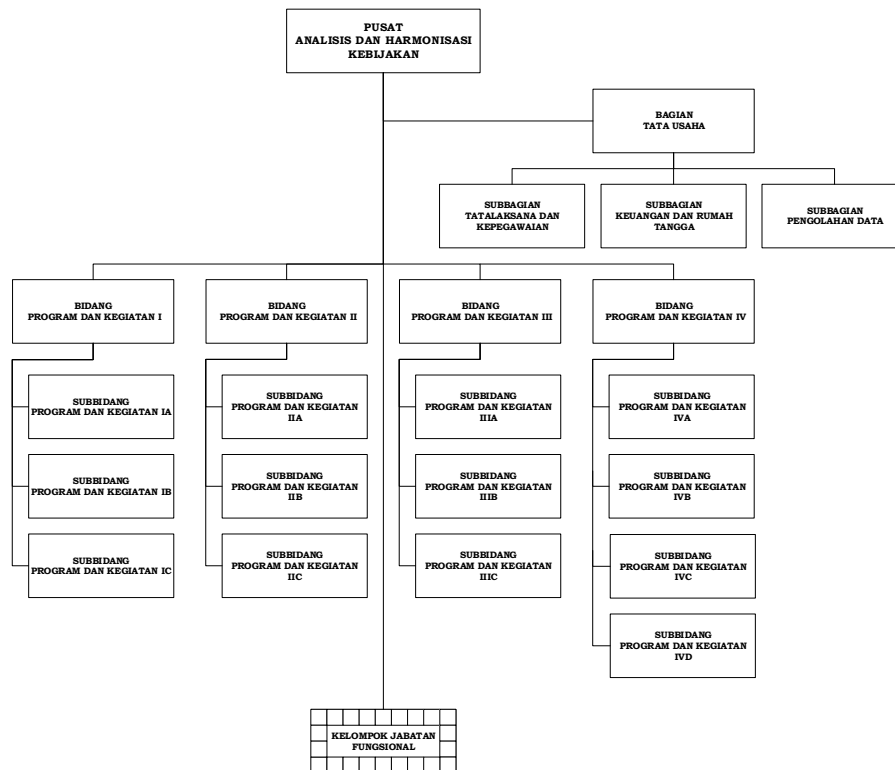 PUSAT
ANALISIS DAN HARMONISASI
KEBIJAKAN
BAGIAN
TATA USAHA
SUBBAGIAN
TATALAKSANA DAN
KEPEGAWAIAN
SUBBAGIAN
KEUANGAN DAN RUMAH
TANGGA
SUBBAGIAN
PENGOLAHAN DATA
BIDANG
PROGRAM DAN KEGIATAN I
BIDANG
PROGRAM DAN KEGIATAN II
BIDANG
PROGRAM DAN KEGIATAN III
BIDANG
PROGRAM DAN KEGIATAN IV
SUBBIDANG
PROGRAM DAN KEGIATAN IA
SUBBIDANG
PROGRAM DAN KEGIATAN
IIA
SUBBIDANG
PROGRAM DAN KEGIATAN
IIIA
SUBBIDANG
PROGRAM DAN KEGIATAN
IVA
SUBBIDANG
PROGRAM DAN KEGIATAN IB
SUBBIDANG
PROGRAM DAN KEGIATAN
IIB
SUBBIDANG
PROGRAM DAN KEGIATAN
IIIB
SUBBIDANG
PROGRAM DAN KEGIATAN
IVB
SUBBIDANG
PROGRAM DAN KEGIATAN IC
SUBBIDANG
PROGRAM DAN KEGIATAN
IIC
SUBBIDANG
PROGRAM DAN KEGIATAN
IIIC
SUBBIDANG
PROGRAM DAN KEGIATAN
IVC
SUBBIDANG
PROGRAM DAN KEGIATAN
IVD
KELOMPOK JABATAN
FUNGSIONAL